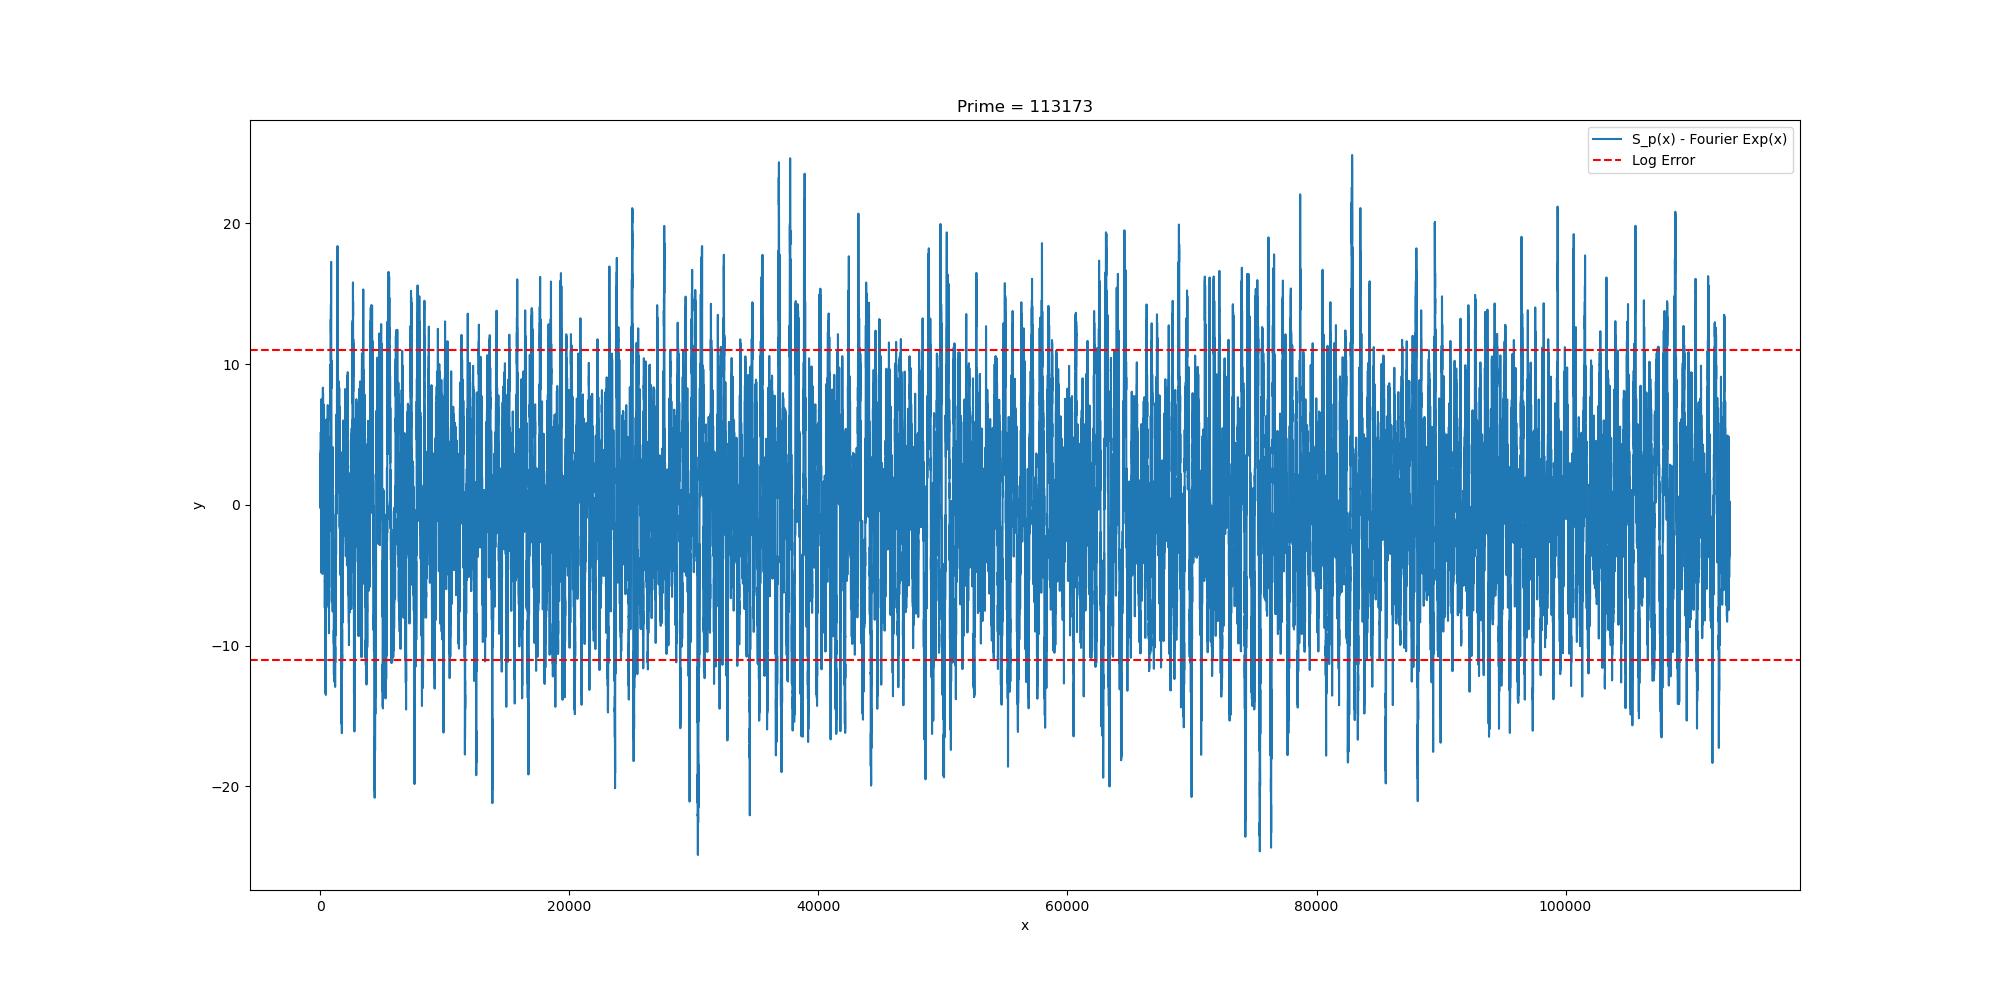 Prime = 113173
S_p(x) - Fourier Exp(x)
Log Error
20
10
0
−10
−20
y
0 20000 40000 60000 80000 100000
x